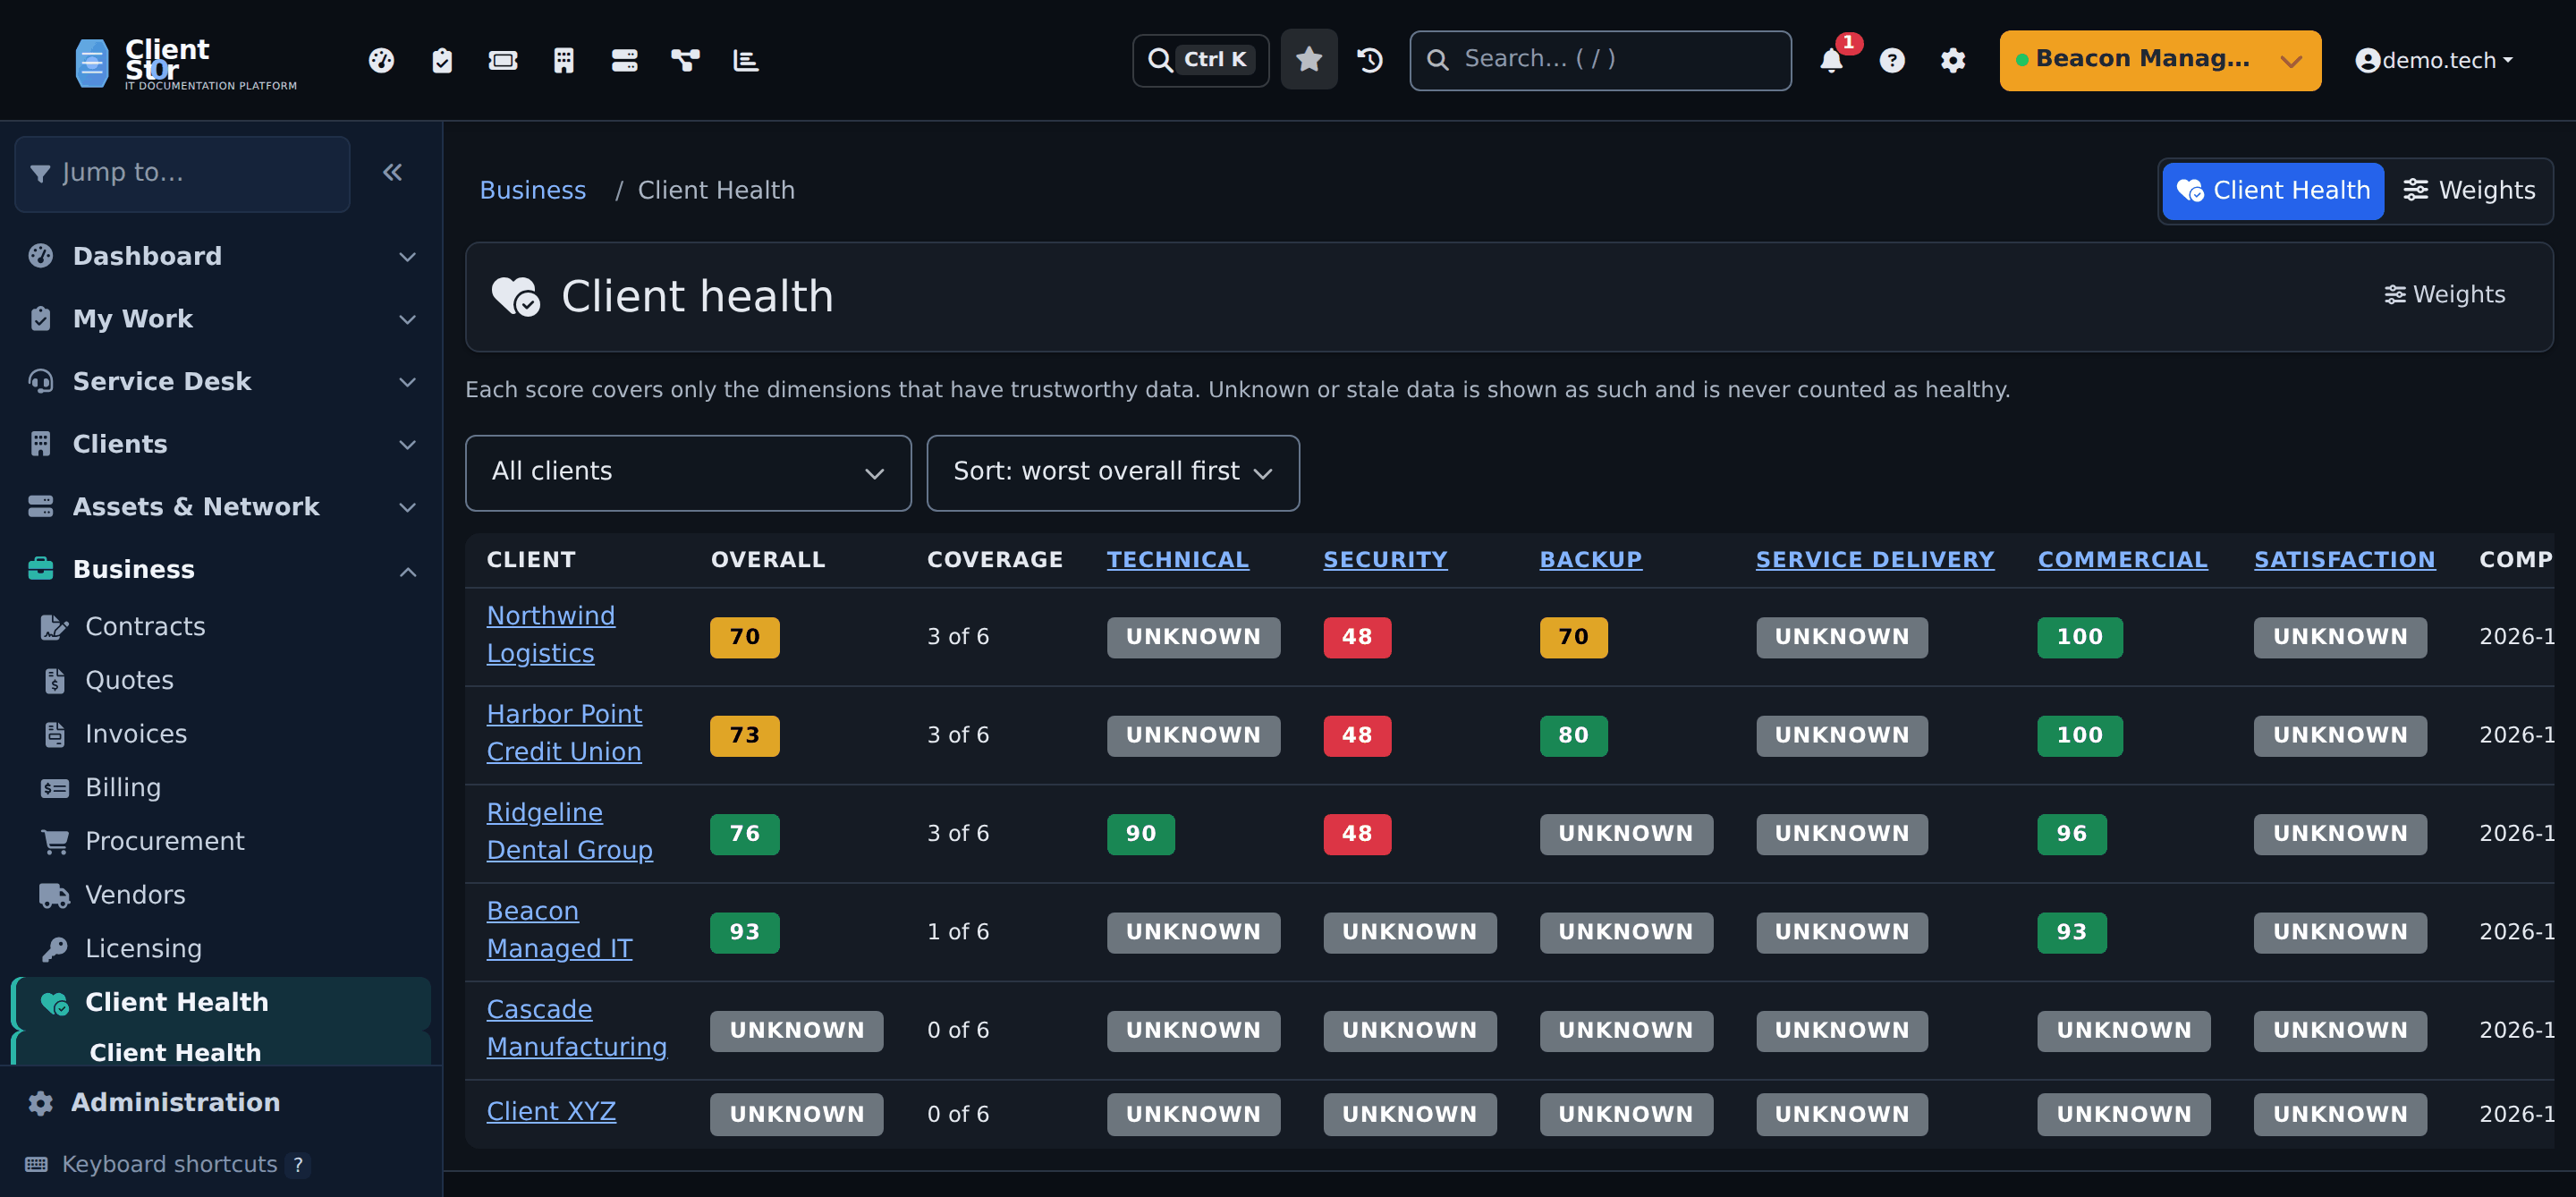 Client
St0r
IT DOCUMENTATION PLATFORM
Ctrl K
Search... ( / )
1
Beacon Manag...
demo.tech
Jump to...
Dashboard
My Work
Service Desk
Clients
Assets & Network
Business
Contracts
Quotes
Invoices
Billing
Procurement
Vendors
Licensing
Client Health
Client Health
Administration
Keyboard shortcuts ?
Business / Client Health
Client Health Weights
Client health
Weights
Each score covers only the dimensions that have trustworthy data. Unknown or stale data is shown as such and is never counted as healthy.
All clients
Sort: worst overall first
CLIENT OVERALL COVERAGE TECHNICAL SECURITY BACKUP SERVICE DELIVERY COMMERCIAL SATISFACTION COMP
Northwind Logistics 70 3 of 6 UNKNOWN 48 70 UNKNOWN 100 UNKNOWN 2026-1
Harbor Point Credit Union 73 3 of 6 UNKNOWN 48 80 UNKNOWN 100 UNKNOWN 2026-1
Ridgeline Dental Group 76 3 of 6 90 48 UNKNOWN UNKNOWN 96 UNKNOWN 2026-1
Beacon Managed IT 93 1 of 6 UNKNOWN UNKNOWN UNKNOWN UNKNOWN 93 UNKNOWN 2026-1
Cascade Manufacturing UNKNOWN 0 of 6 UNKNOWN UNKNOWN UNKNOWN UNKNOWN UNKNOWN UNKNOWN 2026-1
Client XYZ UNKNOWN 0 of 6 UNKNOWN UNKNOWN UNKNOWN UNKNOWN UNKNOWN UNKNOWN 2026-1